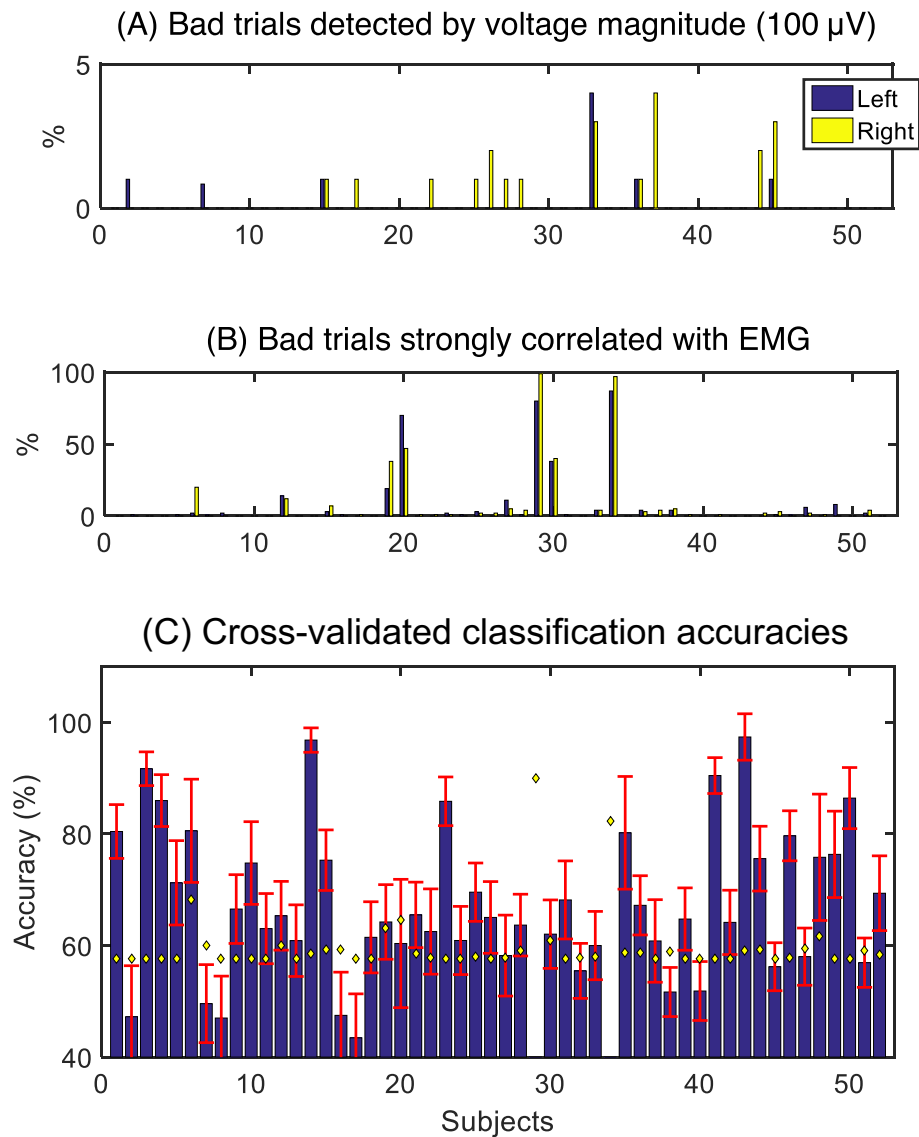 (A) Bad trials detected by voltage magnitude (100 µV)
5
%
0
0 10 20 30 40 50
Left
Right
(B) Bad trials strongly correlated with EMG
100
%
50
0
0 10 20 30 40 50
(C) Cross-validated classification accuracies
100
80
60
40
Accuracy (%)
0 10 20 30 40 50
Subjects